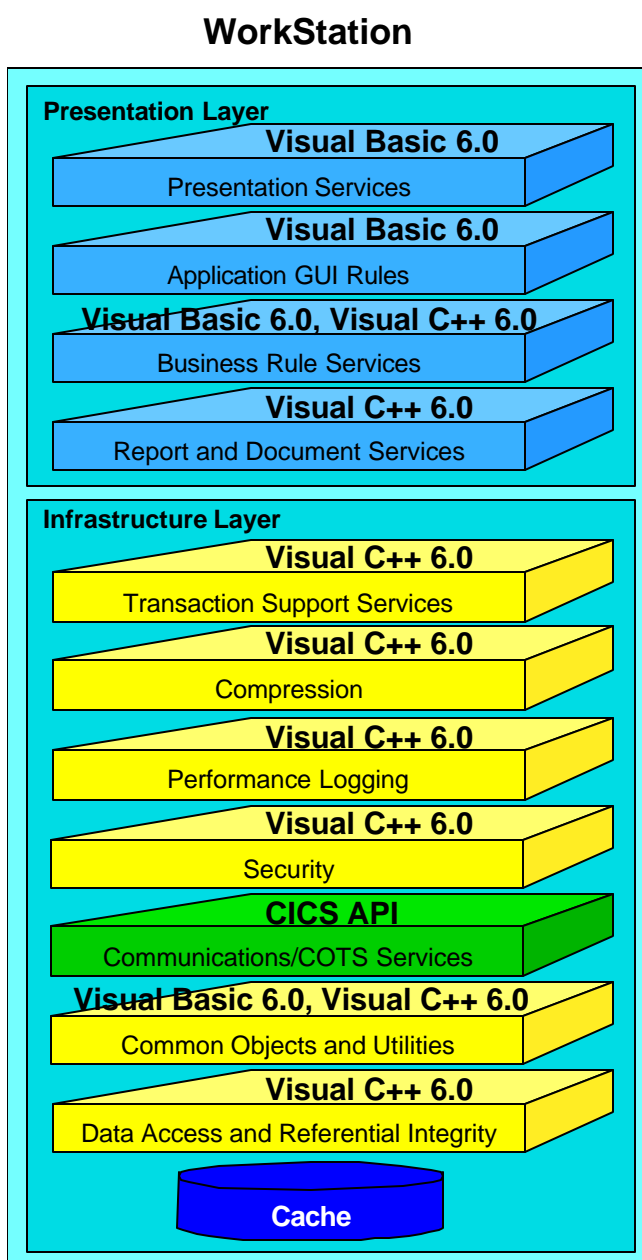 WorkStation
Presentation Layer
Visual Basic 6.0
Presentation Services
Visual Basic 6.0
Application GUI Rules
Visual Basic 6.0, Visual C++ 6.0
Business Rule Services
Visual C++ 6.0
Report and Document Services
Infrastructure Layer
Visual C++ 6.0
Transaction Support Services
Visual C++ 6.0
Compression
Visual C++ 6.0
Performance Logging
Visual C++ 6.0
Security
CICS API
Communications/COTS Services
Visual Basic 6.0, Visual C++ 6.0
Common Objects and Utilities
Visual C++ 6.0
Data Access and Referential Integrity
Cache